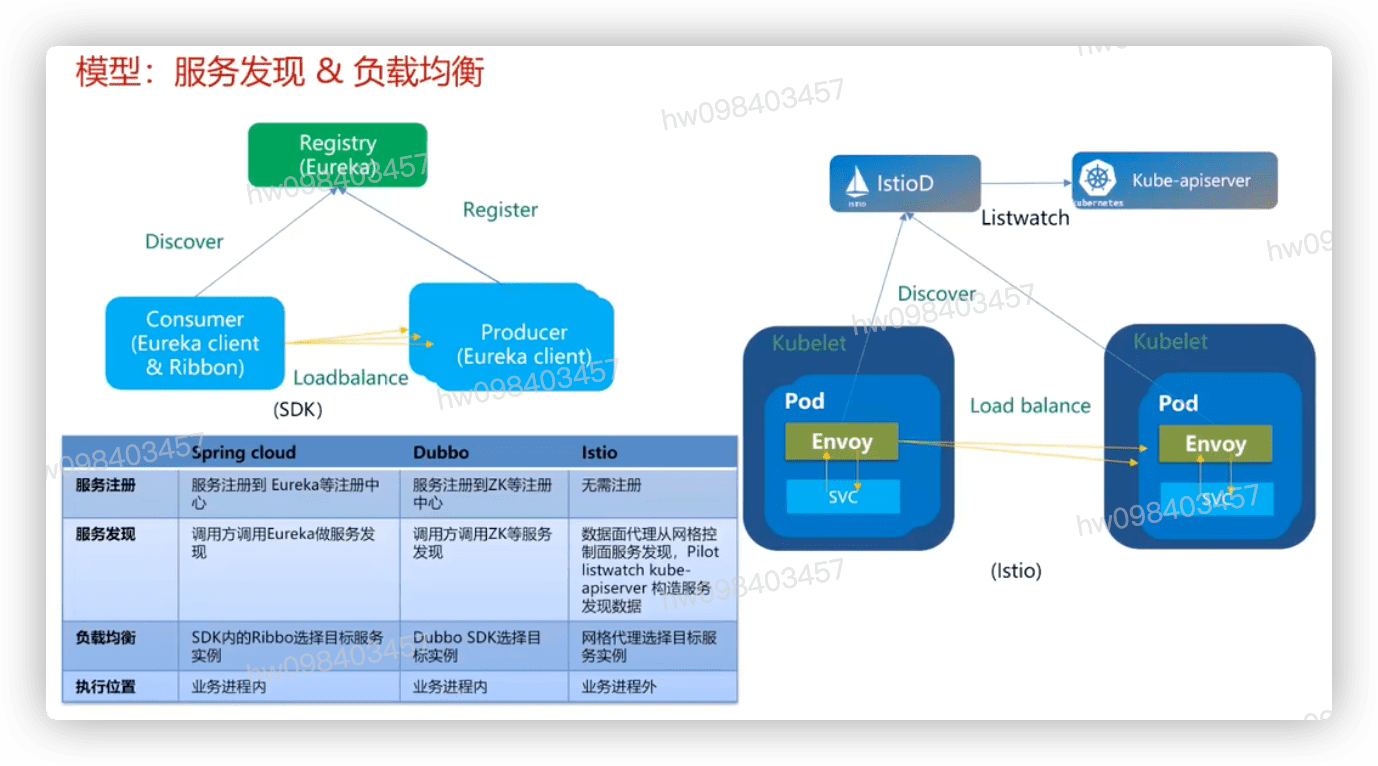 模型：服务发现 & 负载均衡
Registry
(Eureka)
Register
Discover
Consumer
(Eureka client
& Ribbon)
Producer
(Eureka client)
Loadbalance
(SDK)
IstioD
istio
Kube-apiserver
kubernetes
Listwatch
Discover
Kubelet
Pod
Envoy
SVC
Load balance
Kubelet
Pod
Envoy
SVC
(Istio)
Spring cloud
Dubbo
Istio
服务注册
服务注册到 Eureka等注册中
心
服务注册到ZK等注册
中心
无需注册
服务发现
调用方调用Eureka做服务发
现
调用方调用ZK等服务
发现
数据面代理从网格控
制面服务发现，Pilot
listwatch kube-
apiserver 构造服务
发现数据
负载均衡
SDK内的Ribbo选择目标服务
实例
Dubbo SDK选择目
标实例
网格代理选择目标服
务实例
执行位置
业务进程内
业务进程内
业务进程外
hw098403457
hw098403457
hw098403457
hw098403457
hw098403457
hw098403457
hw098403457
hw098403457